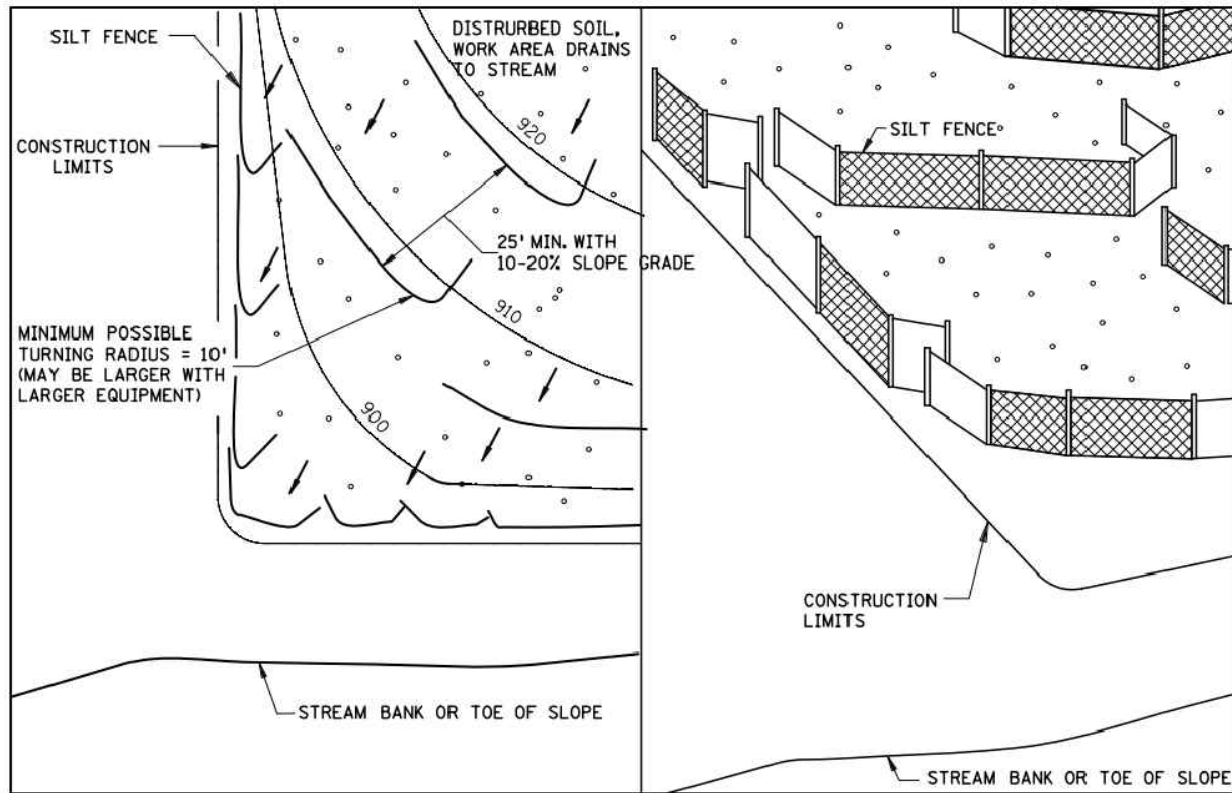 SILT FENCE
DISTRURBED SOIL,
WORK AREA DRAINS
TO STREAM
CONSTRUCTION
LIMITS
920
25' MIN. WITH
10-20% SLOPE GRADE
910
MINIMUM POSSIBLE
TURNING RADIUS = 10'
(MAY BE LARGER WITH
LARGER EQUIPMENT)
900
STREAM BANK OR TOE OF SLOPE
SILT FENCE
CONSTRUCTION
LIMITS
STREAM BANK OR TOE OF SLOPE